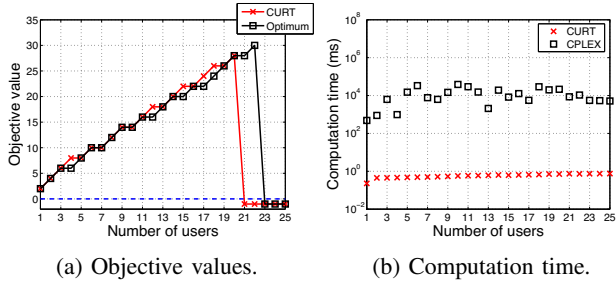 CURT
Optimum
35
30
25
20
15
10
5
0
Objective value
1 3 5 7 9 11 13 15 17 19 21 23 25
Number of users
(a) Objective values.
CURT
CPLEX
10^8
10^6
10^4
10^2
10^0
10^-2
Computation time (ms)
1 3 5 7 9 11 13 15 17 19 21 23 25
Number of users
(b) Computation time.